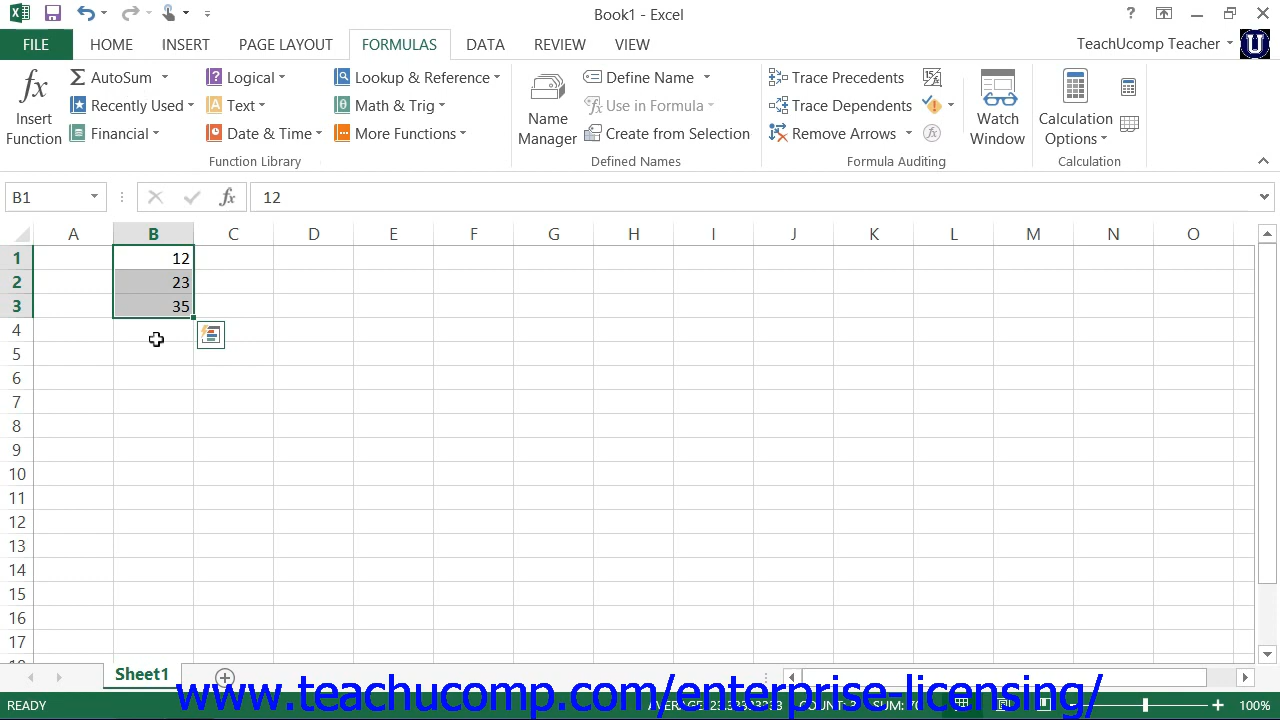 Book1 - Excel
?
FILE HOME INSERT PAGE LAYOUT FORMULAS DATA REVIEW VIEW TeachUcomp Teacher U
fx Insert Function
Σ AutoSum
Recently Used
Financial
Logical
Text
Date & Time
Lookup & Reference
Math & Trig
More Functions
Function Library
Name Manager
Define Name
Use in Formula
Create from Selection
Defined Names
Trace Precedents
Trace Dependents
Remove Arrows
Formula Auditing
Watch Window
Calculation Options
Calculation
B1 fx 12
A B C D E F G H I J K L M N O
1 12
2 23
3 35
4
5
6
7
8
9
10
11
12
13
14
15
16
17
Sheet1
www.teachucomp.com/enterprise-licensing/
READY 100%